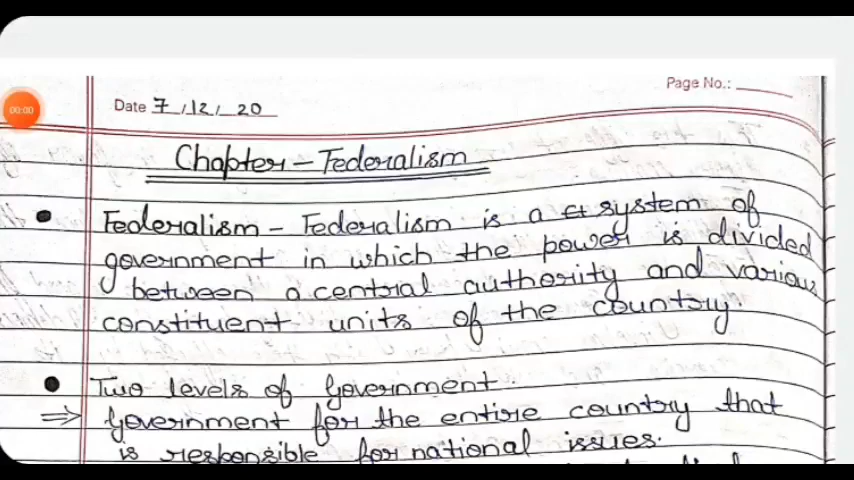 Page No.:
00:00
Date 7/12/20
Chapter - Federalism
Federalism - Federalism is a system of
government in which the power is divided
between a central authority and various
constituent units of the country
Two levels of Government.
⇒ Government for the entire country that
is responsible for national issues.